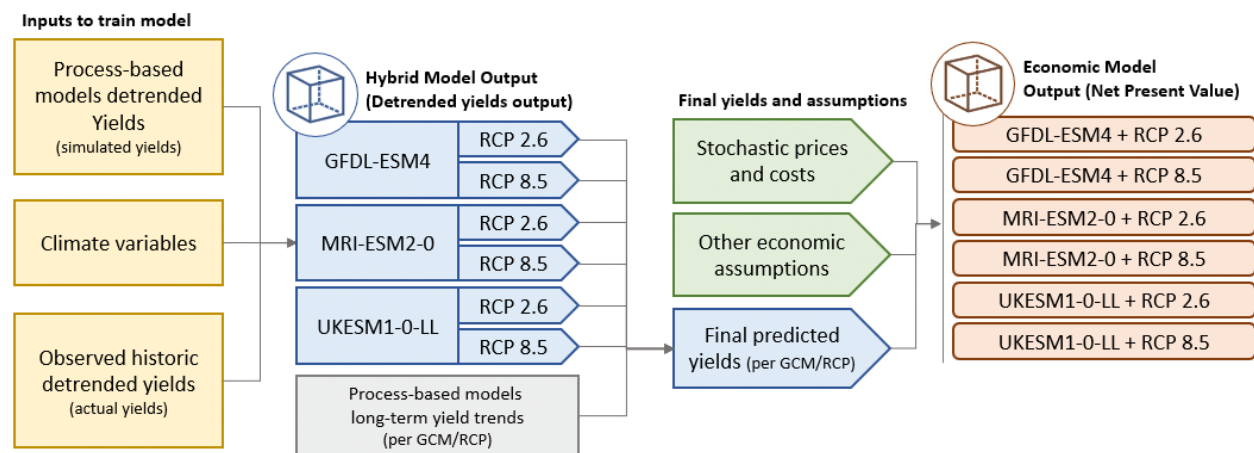 Inputs to train model
Process-based
models detrended
Yields
(simulated yields)
Climate variables
Observed historic
detrended yields
(actual yields)
Hybrid Model Output
(Detrended yields output)
GFDL-ESM4
RCP 2.6
RCP 8.5
MRI-ESM2-0
RCP 2.6
RCP 8.5
UKESM1-0-LL
RCP 2.6
RCP 8.5
Process-based models
long-term yield trends
(per GCM/RCP)
Final yields and assumptions
Stochastic prices
and costs
Other economic
assumptions
Final predicted
yields (per GCM/RCP)
Economic Model
Output (Net Present Value)
GFDL-ESM4 + RCP 2.6
GFDL-ESM4 + RCP 8.5
MRI-ESM2-0 + RCP 2.6
MRI-ESM2-0 + RCP 8.5
UKESM1-0-LL + RCP 2.6
UKESM1-0-LL + RCP 8.5